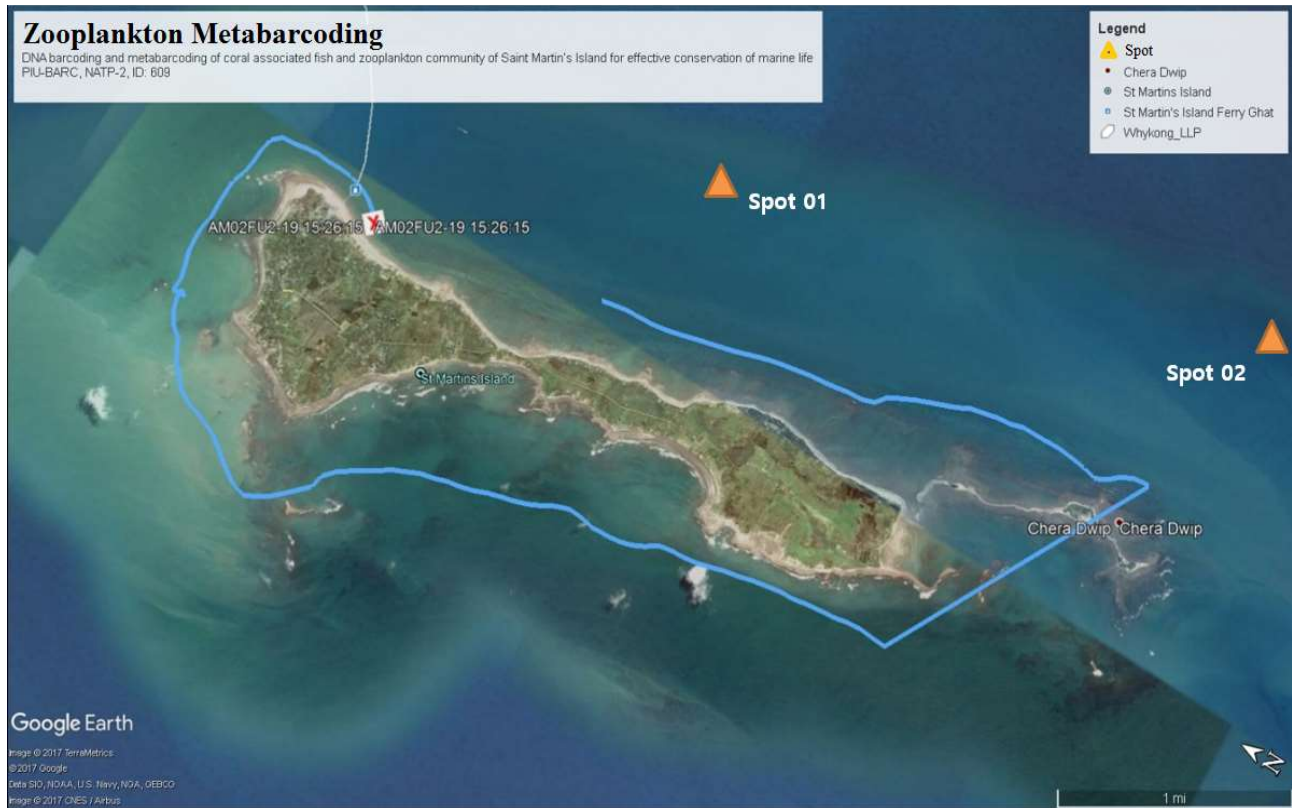 Zooplankton Metabarcoding
DNA barcoding and metabarcoding of coral associated fish and zooplankton community of Saint Martin's Island for effective conservation of marine life
PIU-BARC, NATP-2, ID: 609
Legend
Spot
Chera Dwip
St Martins Island
St Martin's Island Ferry Ghat
Whykong_LLP
Spot 01
AM02FU2-19 15:26:15 AM02FU2-19 15:26:15
Spot 02
St Martins Island
Chera Dwip Chera Dwip
Google Earth
Image © 2017 TerraMetrics
© 2017 Google
Data SIO, NOAA, U.S. Navy, NGA, GEBCO
Image © 2017 CNES / Airbus
N
1 mi